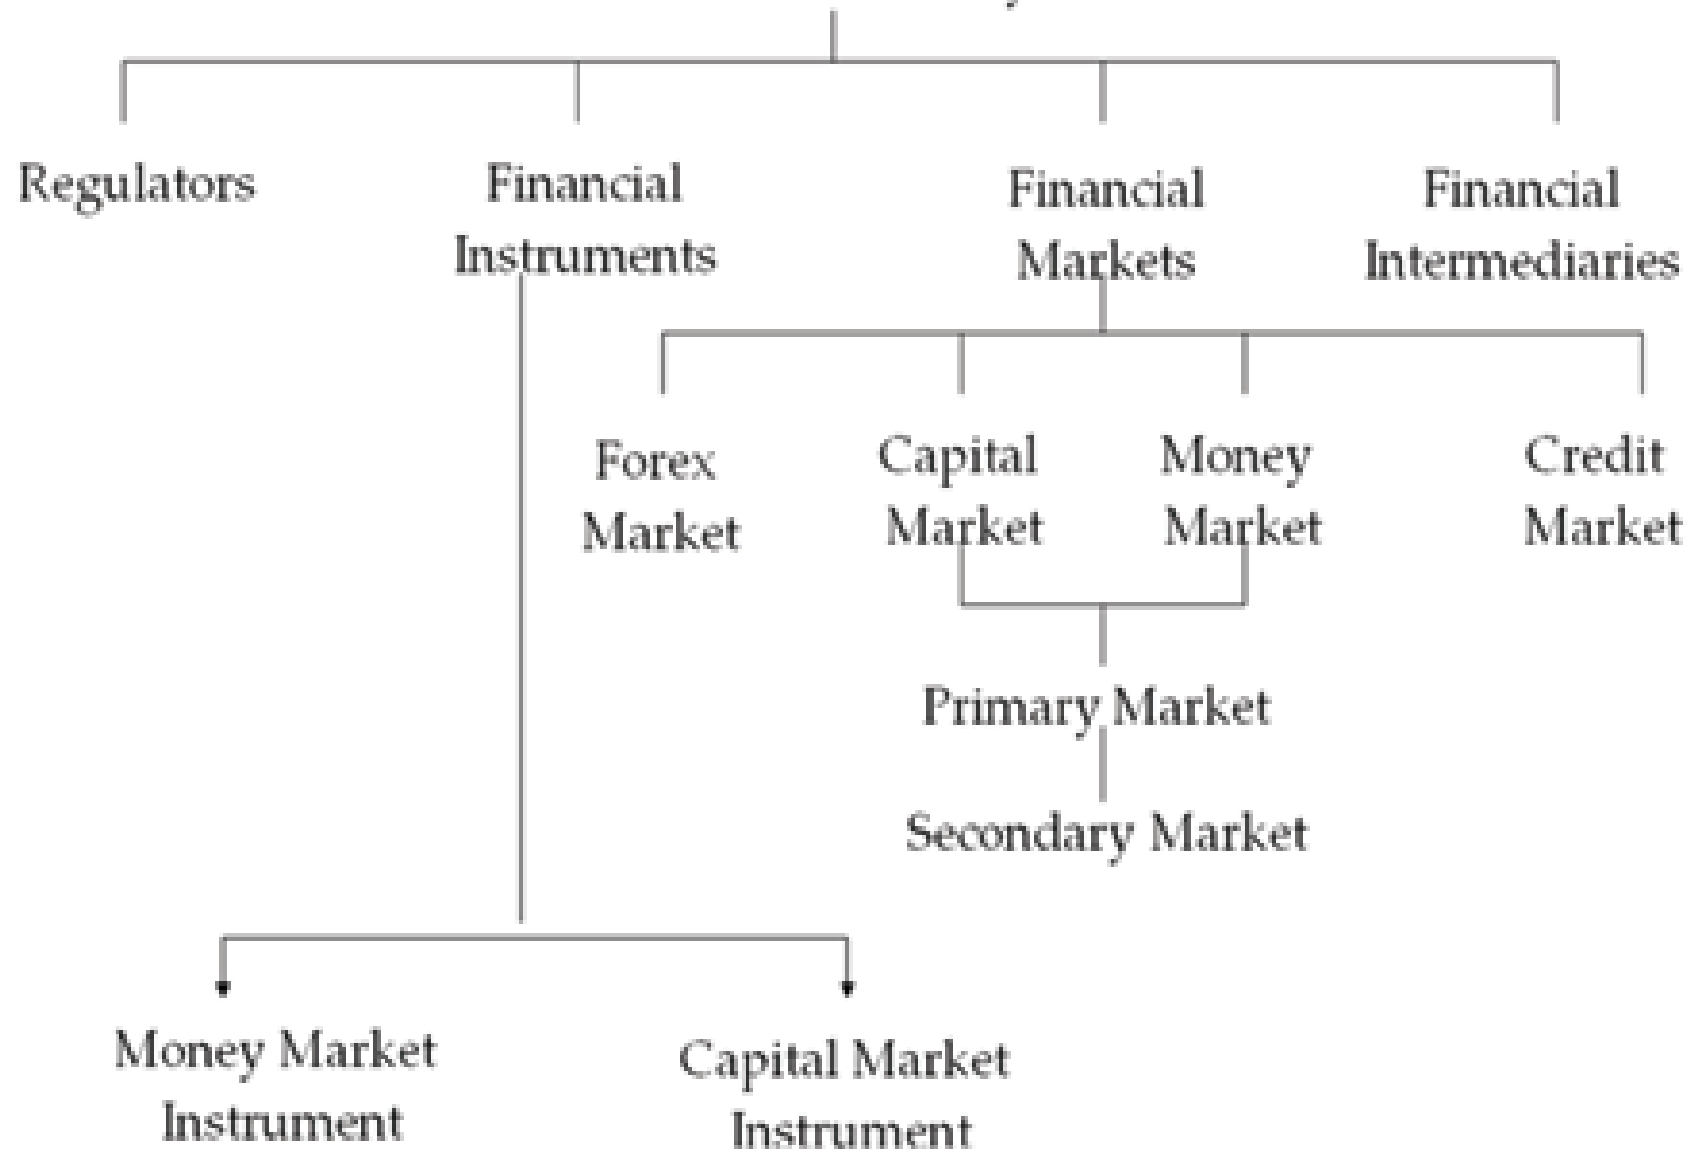 Regulators
Financial
Instruments
Financial
Markets
Financial
Intermediaries
Forex
Market
Capital
Market
Money
Market
Credit
Market
Primary Market
Secondary Market
Money Market
Instrument
Capital Market
Instrument